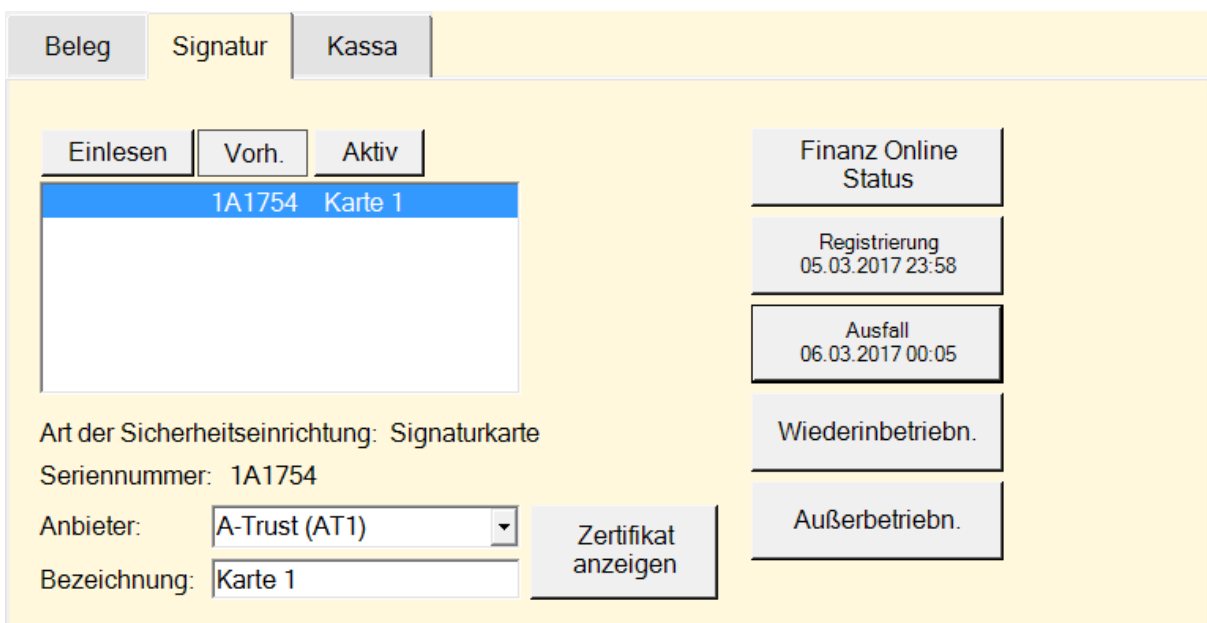 Beleg Signatur Kassa
Einlesen Vorh. Aktiv
1A1754 Karte 1
Art der Sicherheitseinrichtung: Signaturkarte
Seriennummer: 1A1754
Anbieter: A-Trust (AT1)
Bezeichnung: Karte 1
Zertifikat
anzeigen
Finanz Online
Status
Registrierung
05.03.2017 23:58
Ausfall
06.03.2017 00:05
Wiederinbetriebn.
Außerbetriebn.